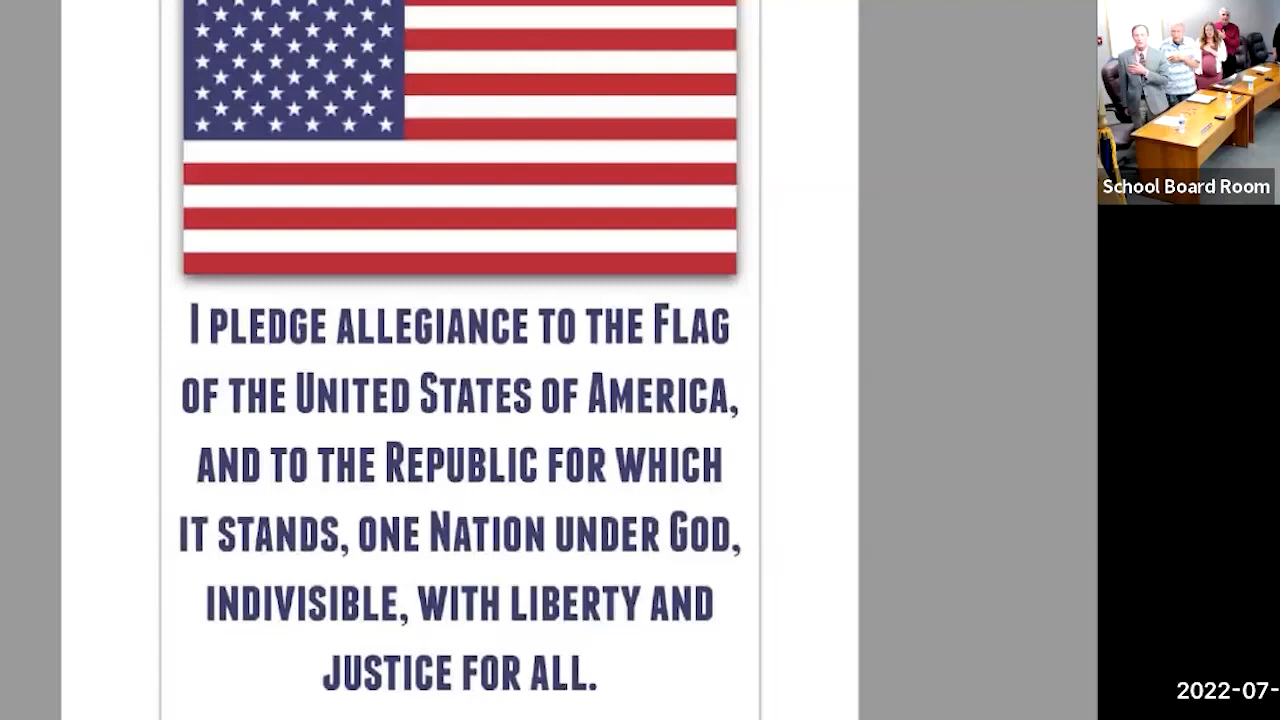 I PLEDGE ALLEGIANCE TO THE FLAG
OF THE UNITED STATES OF AMERICA,
AND TO THE REPUBLIC FOR WHICH
IT STANDS, ONE NATION UNDER GOD,
INDIVISIBLE, WITH LIBERTY AND
JUSTICE FOR ALL.
School Board Room
2022-07-